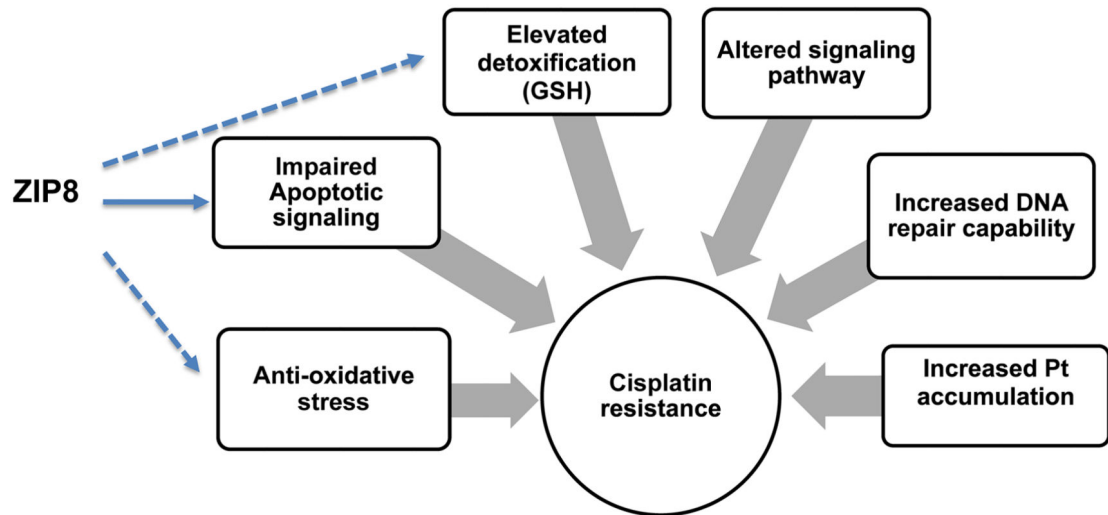 ZIP8
Elevated
detoxification
(GSH)
Altered signaling
pathway
Impaired
Apoptotic
signaling
Increased DNA
repair capability
Anti-oxidative
stress
Cisplatin
resistance
Increased Pt
accumulation